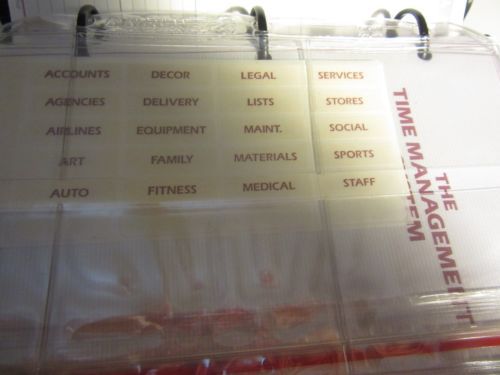 ACCOUNTS DECOR LEGAL SERVICES
AGENCIES DELIVERY LISTS STORES
AIRLINES EQUIPMENT MAINT. SOCIAL
ART FAMILY MATERIALS SPORTS
AUTO FITNESS MEDICAL STAFF
THE
TIME MANAGEMENT
SYSTEM